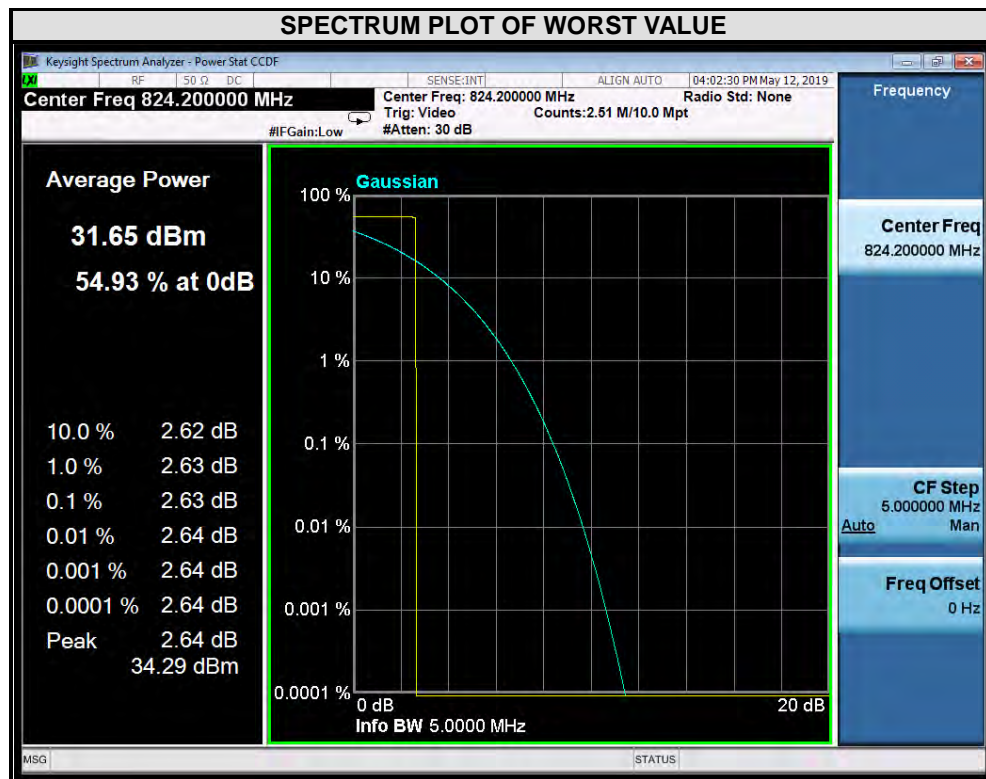 SPECTRUM PLOT OF WORST VALUE
Keysight Spectrum Analyzer - Power Stat CCDF
LXI RF 50 Ω DC SENSE:INT ALIGN AUTO 04:02:30 PM May 12, 2019
Center Freq 824.200000 MHz
Center Freq: 824.200000 MHz Radio Std: None
Trig: Video Counts:2.51 M/10.0 Mpt
#IFGain:Low #Atten: 30 dB
Frequency
Average Power
31.65 dBm
54.93 % at 0dB
10.0 % 2.62 dB
1.0 % 2.63 dB
0.1 % 2.63 dB
0.01 % 2.64 dB
0.001 % 2.64 dB
0.0001 % 2.64 dB
Peak 2.64 dB
34.29 dBm
Gaussian
100 %
10 %
1 %
0.1 %
0.01 %
0.001 %
0.0001 %
0 dB 20 dB
Info BW 5.0000 MHz
Center Freq
824.200000 MHz
CF Step
5.000000 MHz
Auto Man
Freq Offset
0 Hz
MSG STATUS